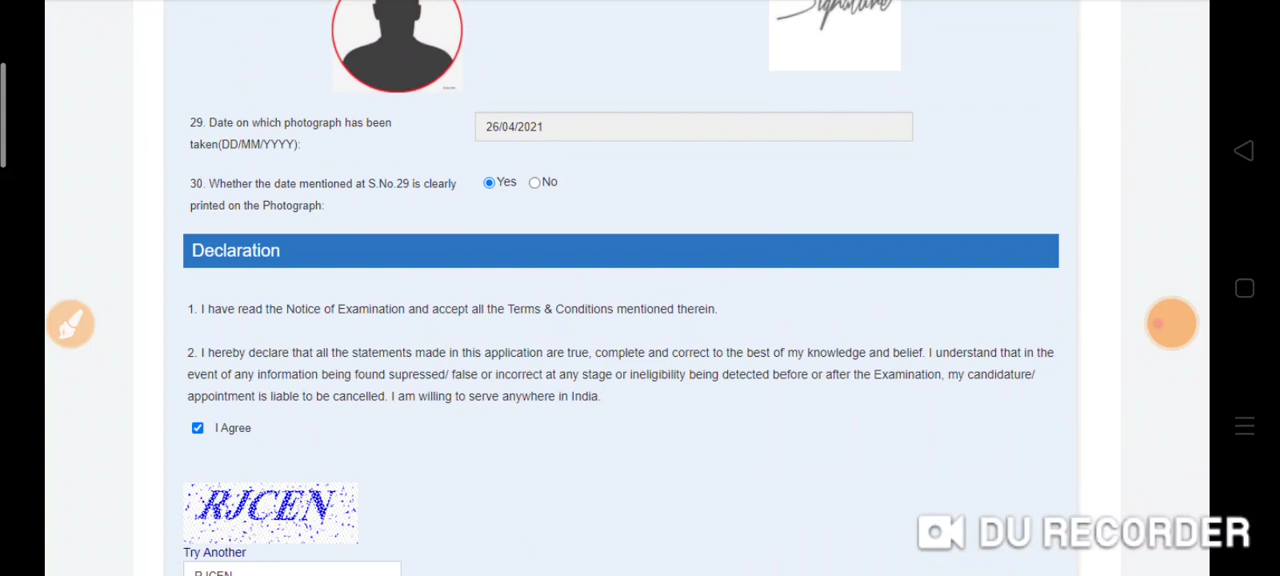 Signature
29. Date on which photograph has been
taken(DD/MM/YYYY):
26/04/2021
30. Whether the date mentioned at S.No.29 is clearly
printed on the Photograph:
Yes No
Declaration
1. I have read the Notice of Examination and accept all the Terms & Conditions mentioned therein.
2. I hereby declare that all the statements made in this application are true, complete and correct to the best of my knowledge and belief. I understand that in the
event of any information being found supressed/ false or incorrect at any stage or ineligibility being detected before or after the Examination, my candidature/
appointment is liable to be cancelled. I am willing to serve anywhere in India.
I Agree
RJCEN
Try Another
RJCEN
DU RECORDER